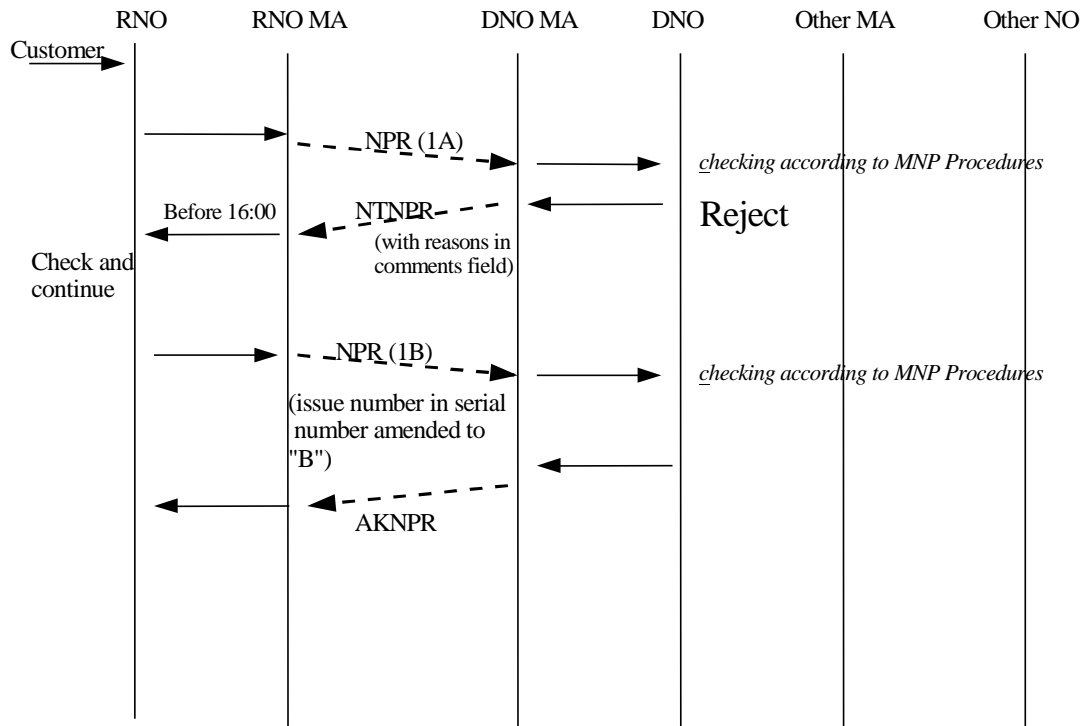 RNO RNO MA DNO MA DNO Other MA Other NO
Customer
NPR (1A)
checking according to MNP Procedures
Before 16:00
NTNPR
Reject
(with reasons in
comments field)
Check and
continue
NPR (1B)
checking according to MNP Procedures
(issue number in serial
number amended to
"B")
AKNPR